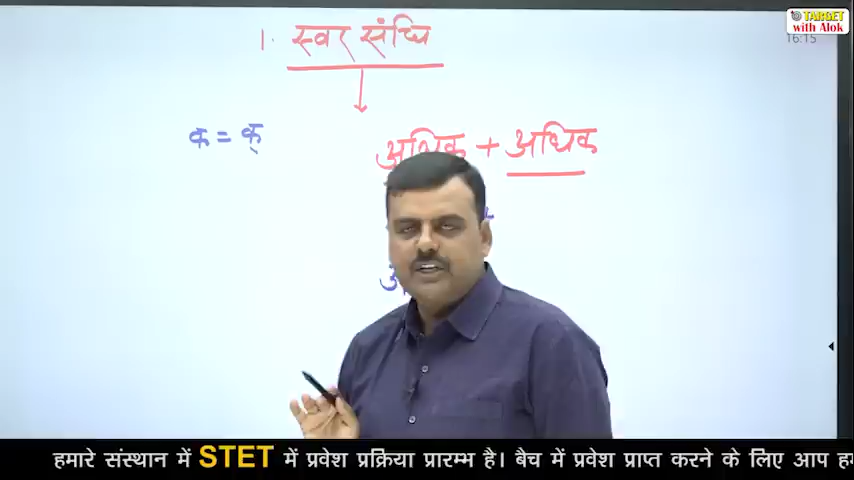 TARGET
with Alok
16:15
1. स्वर संधि
क = क्
अधिक + अधिक
हमारे संस्थान में STET में प्रवेश प्रक्रिया प्रारम्भ है। बैच में प्रवेश प्राप्त करने के लिए आप